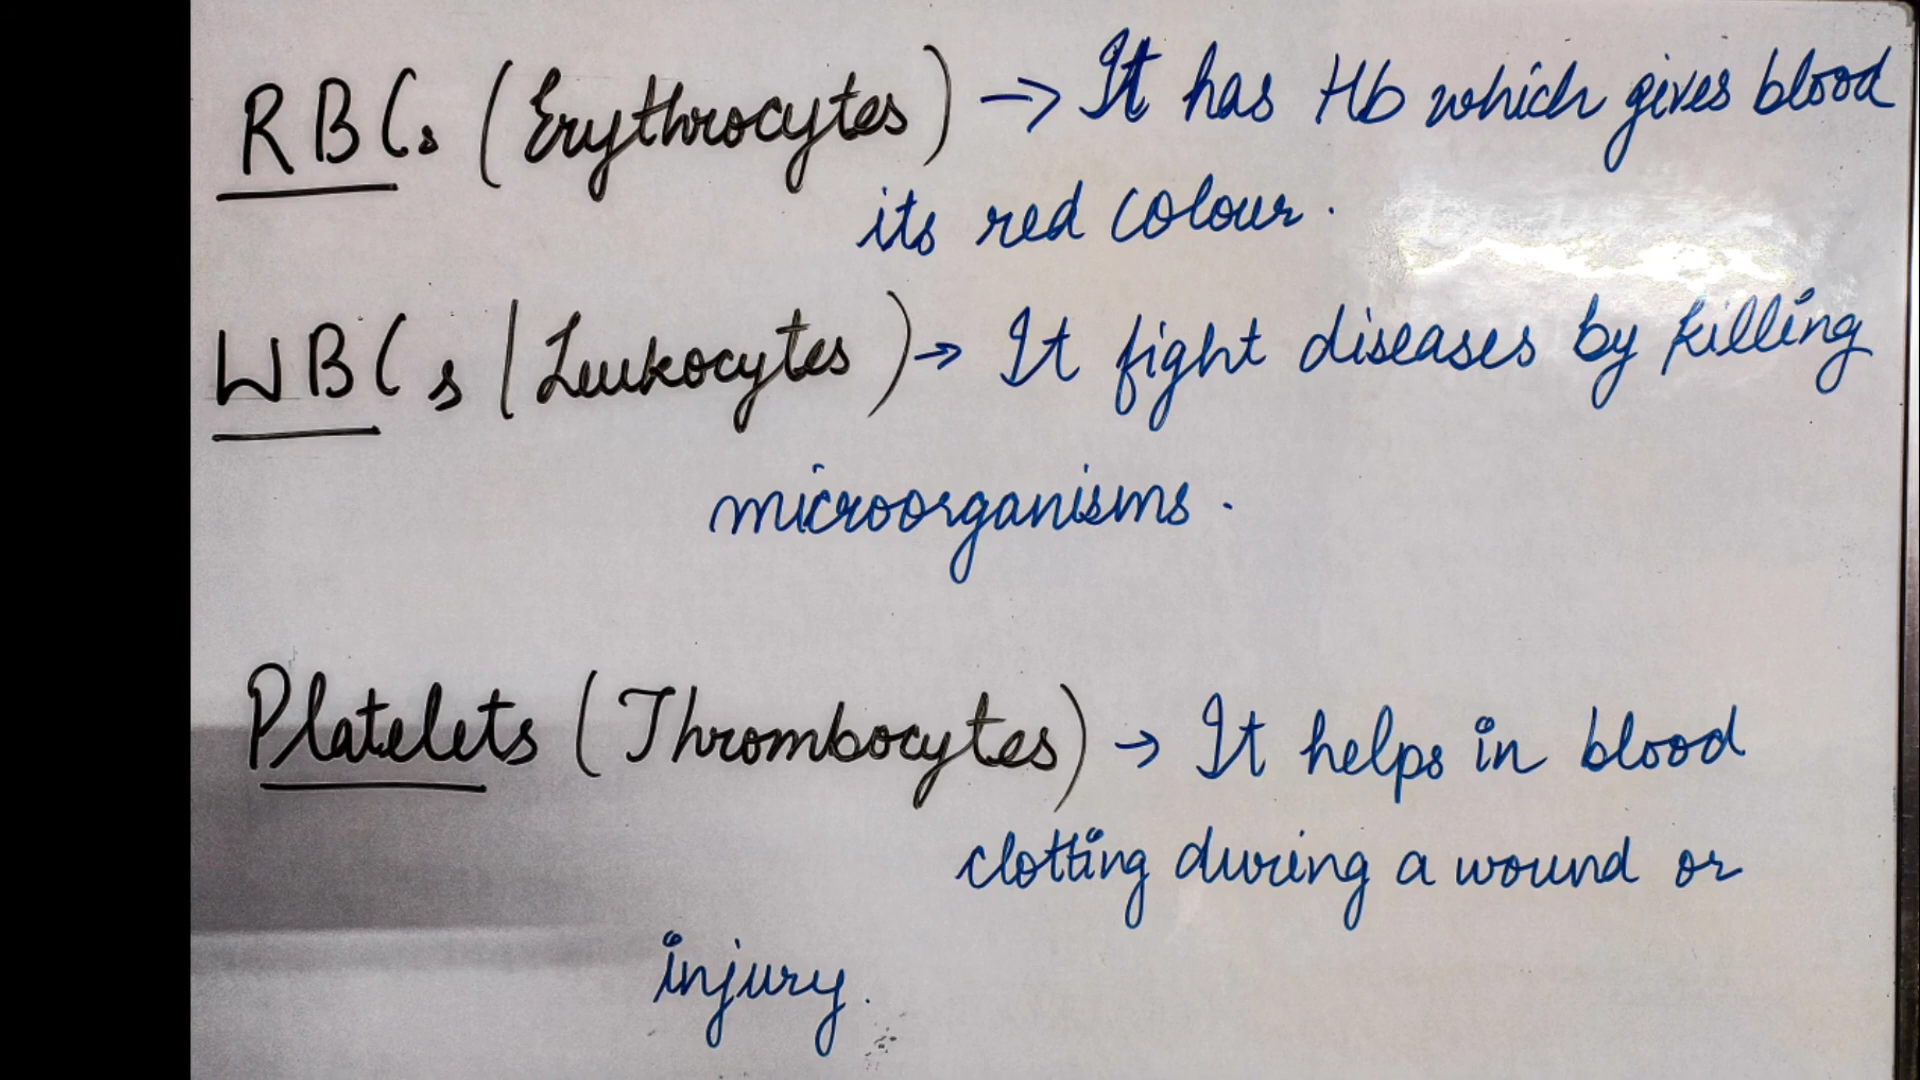 RBCs (Erythrocytes) → It has Hb which gives blood
its red colour.
WBCs (Leukocytes) → It fight diseases by killing
microorganisms.
Platelets (Thrombocytes) → It helps in blood
clotting during a wound or
injury.